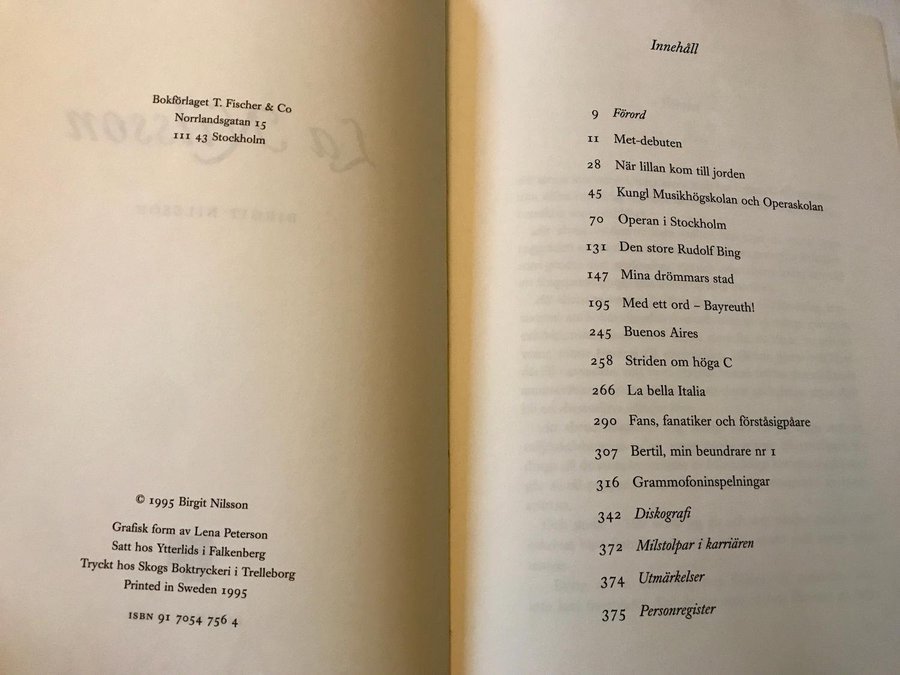 Bokförlaget T. Fischer & Co
Norrlandsgatan 15
111 43 Stockholm
© 1995 Birgit Nilsson
Grafisk form av Lena Peterson
Satt hos Ytterlids i Falkenberg
Tryckt hos Skogs Boktryckeri i Trelleborg
Printed in Sweden 1995
ISBN 91 7054 756 4
Innehåll
9 Förord
11 Met-debuten
28 När lillan kom till jorden
45 Kungl Musikhögskolan och Operaskolan
70 Operan i Stockholm
131 Den store Rudolf Bing
147 Mina drömmars stad
195 Med ett ord – Bayreuth!
245 Buenos Aires
258 Striden om höga C
266 La bella Italia
290 Fans, fanatiker och förståsigpåare
307 Bertil, min beundrare nr 1
316 Grammofoninspelningar
342 Diskografi
372 Milstolpar i karriären
374 Utmärkelser
375 Personregister